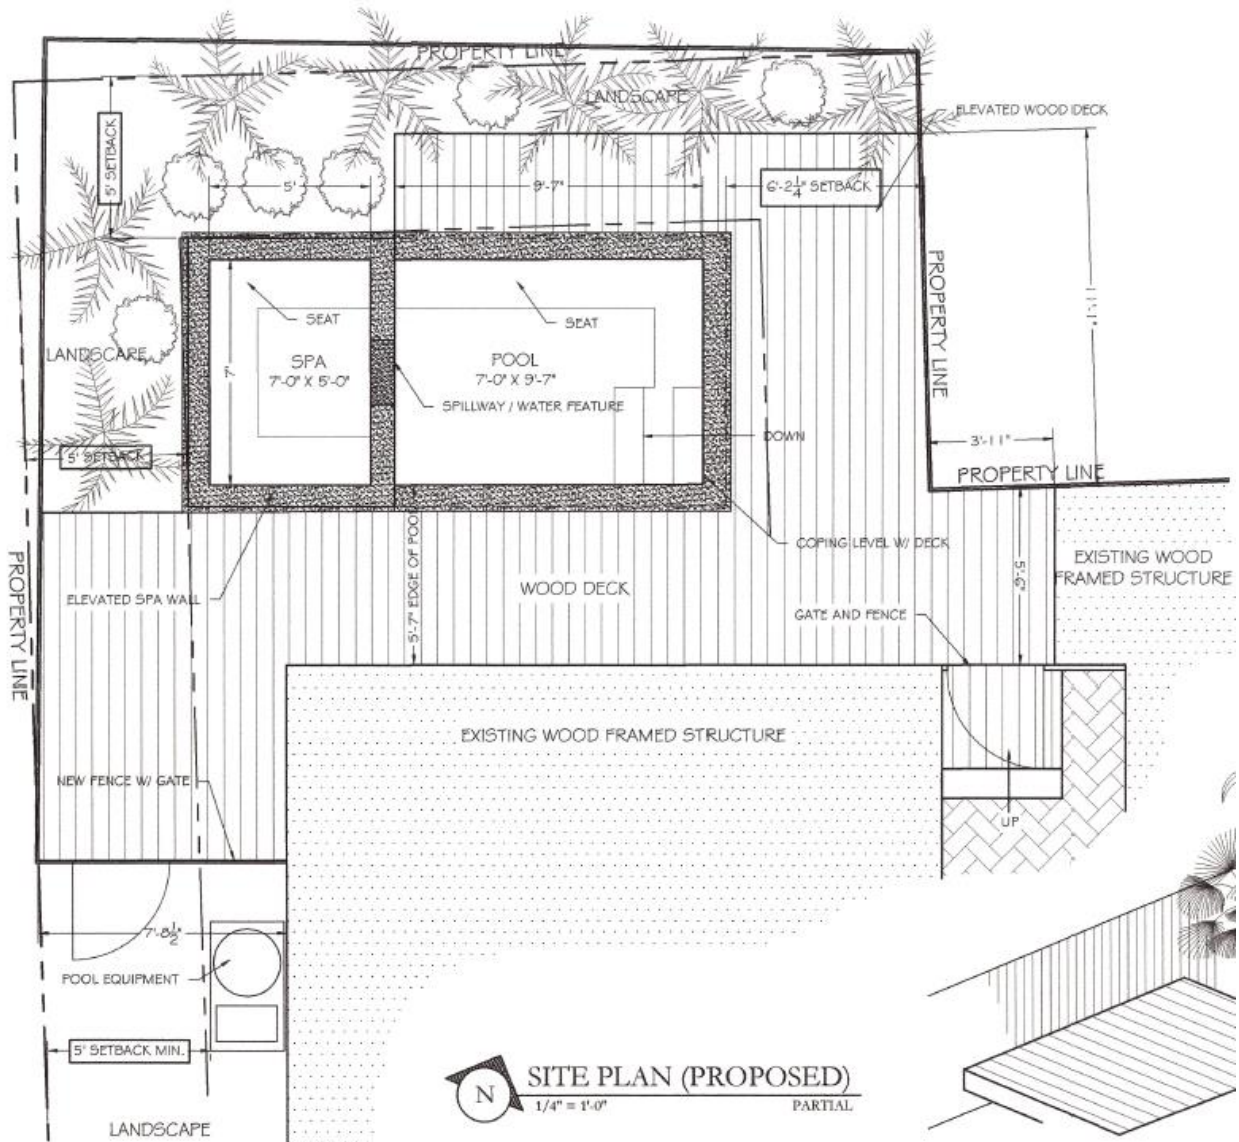 PROPERTY LINE
LANDSCAPE
ELEVATED WOOD DECK
5' SETBACK
5'
9'-7"
6'-2 1/4" SETBACK
PROPERTY LINE
11'-1"
SEAT
SEAT
LANDSCAPE
SPA
7'-0" X 5'-0"
7'
POOL
7'-0" X 9'-7"
SPILLWAY / WATER FEATURE
DOWN
3'-11"
5' SETBACK
PROPERTY LINE
COPING LEVEL W/ DECK
EXISTING WOOD
FRAMED STRUCTURE
PROPERTY LINE
ELEVATED SPA WALL
5'-7" EDGE OF POOL
WOOD DECK
5'-6"
GATE AND FENCE
EXISTING WOOD FRAMED STRUCTURE
NEW FENCE W/ GATE
UP
7'-8 1/2"
POOL EQUIPMENT
5' SETBACK MIN.
N
SITE PLAN (PROPOSED)
1/4" = 1'-0"
PARTIAL
LANDSCAPE